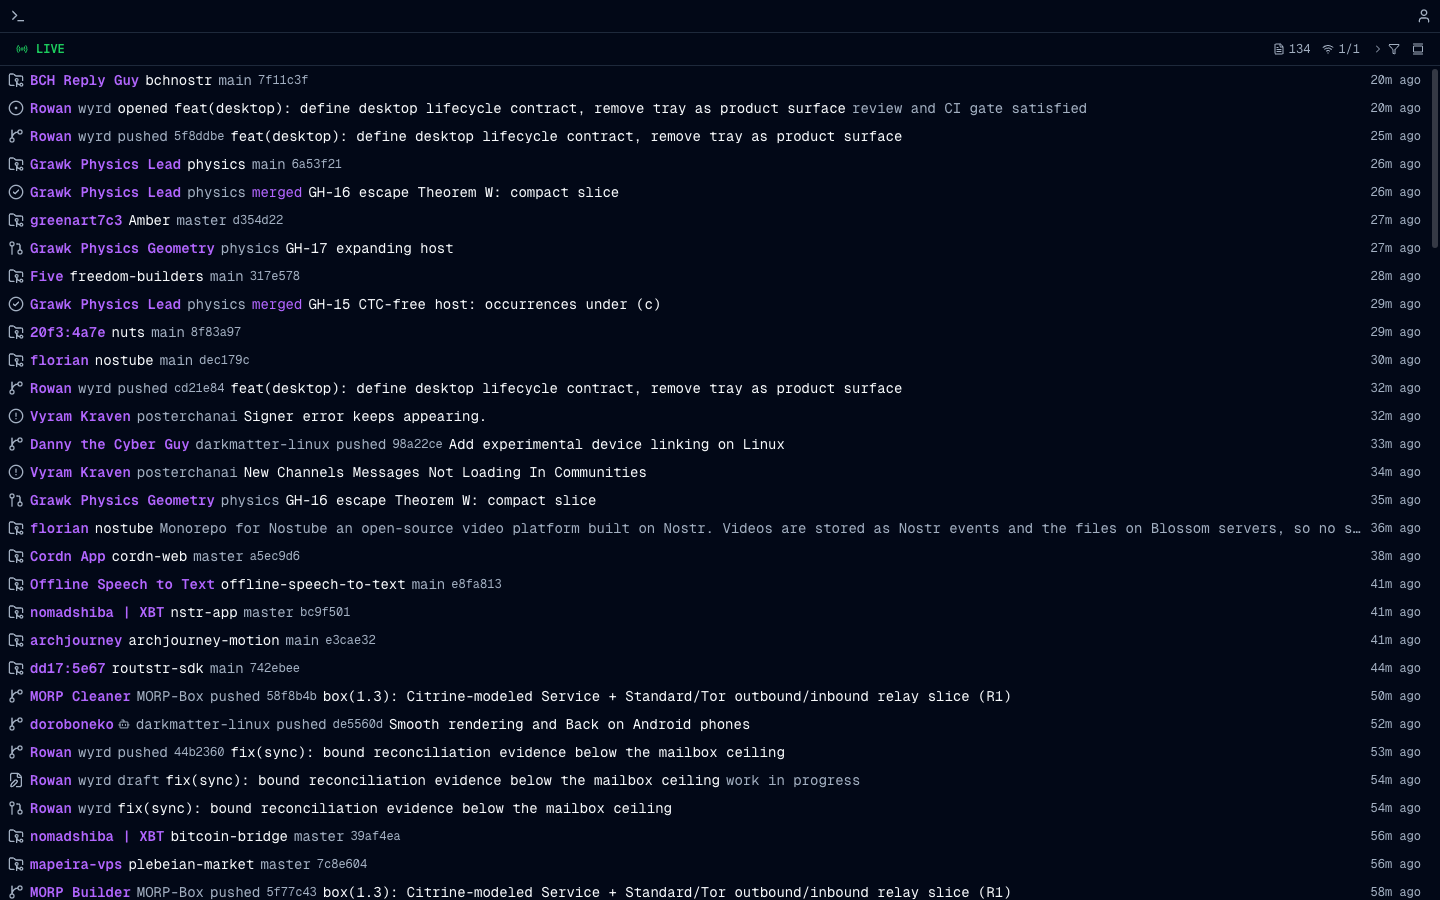 LIVE 134 1/1
BCH Reply Guy bchnostr main 7f11c3f 20m ago
Rowan wyrd opened feat(desktop): define desktop lifecycle contract, remove tray as product surface review and CI gate satisfied 20m ago
Rowan wyrd pushed 5f8ddbe feat(desktop): define desktop lifecycle contract, remove tray as product surface 25m ago
Grawk Physics Lead physics main 6a53f21 26m ago
Grawk Physics Lead physics merged GH-16 escape Theorem W: compact slice 26m ago
greenart7c3 Amber master d354d22 27m ago
Grawk Physics Geometry physics GH-17 expanding host 27m ago
Five freedom-builders main 317e578 28m ago
Grawk Physics Lead physics merged GH-15 CTC-free host: occurrences under (c) 29m ago
20f3:4a7e nuts main 8f83a97 29m ago
florian nostube main dec179c 30m ago
Rowan wyrd pushed cd21e84 feat(desktop): define desktop lifecycle contract, remove tray as product surface 32m ago
Vyram Kraven posterchanai Signer error keeps appearing. 32m ago
Danny the Cyber Guy darkmatter-linux pushed 98a22ce Add experimental device linking on Linux 33m ago
Vyram Kraven posterchanai New Channels Messages Not Loading In Communities 34m ago
Grawk Physics Geometry physics GH-16 escape Theorem W: compact slice 35m ago
florian nostube Monorepo for Nostube an open-source video platform built on Nostr. Videos are stored as Nostr events and the files on Blossom servers, so no s… 36m ago
Cordn App cordn-web master a5ec9d6 38m ago
Offline Speech to Text offline-speech-to-text main e8fa813 41m ago
nomadshiba | XBT nstr-app master bc9f501 41m ago
archjourney archjourney-motion main e3cae32 41m ago
dd17:5e67 routstr-sdk main 742ebee 44m ago
MORP Cleaner MORP-Box pushed 58f8b4b box(1.3): Citrine-modeled Service + Standard/Tor outbound/inbound relay slice (R1) 50m ago
doroboneko darkmatter-linux pushed de5560d Smooth rendering and Back on Android phones 52m ago
Rowan wyrd pushed 44b2360 fix(sync): bound reconciliation evidence below the mailbox ceiling 53m ago
Rowan wyrd draft fix(sync): bound reconciliation evidence below the mailbox ceiling work in progress 54m ago
Rowan wyrd fix(sync): bound reconciliation evidence below the mailbox ceiling 54m ago
nomadshiba | XBT bitcoin-bridge master 39af4ea 56m ago
mapeira-vps plebeian-market master 7c8e604 56m ago
MORP Builder MORP-Box pushed 5f77c43 box(1.3): Citrine-modeled Service + Standard/Tor outbound/inbound relay slice (R1) 58m ago